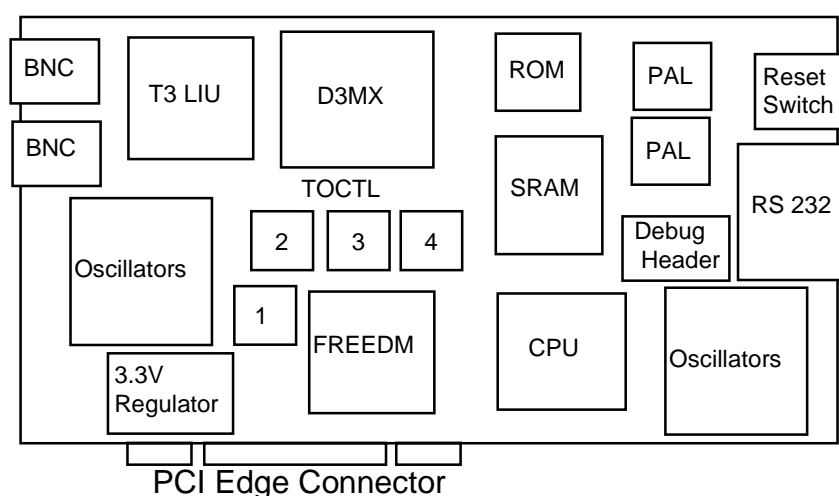 BNC
T3 LIU
D3MX
ROM
PAL
Reset
Switch
BNC
PAL
TOCTL
SRAM
RS 232
2
3
4
Debug
Header
Oscillators
1
FREEDM
CPU
Oscillators
3.3V
Regulator
PCI Edge Connector